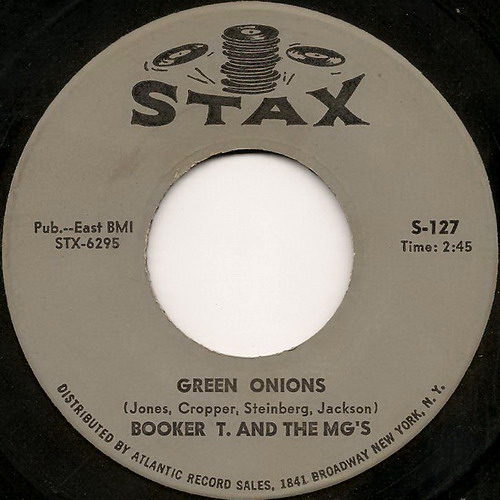 STAX
Pub.--East BMI
STX-6295
S-127
Time: 2:45
GREEN ONIONS
(Jones, Cropper, Steinberg, Jackson)
BOOKER T. AND THE MG'S
DISTRIBUTED BY ATLANTIC RECORD SALES, 1841 BROADWAY NEW YORK, N. Y.